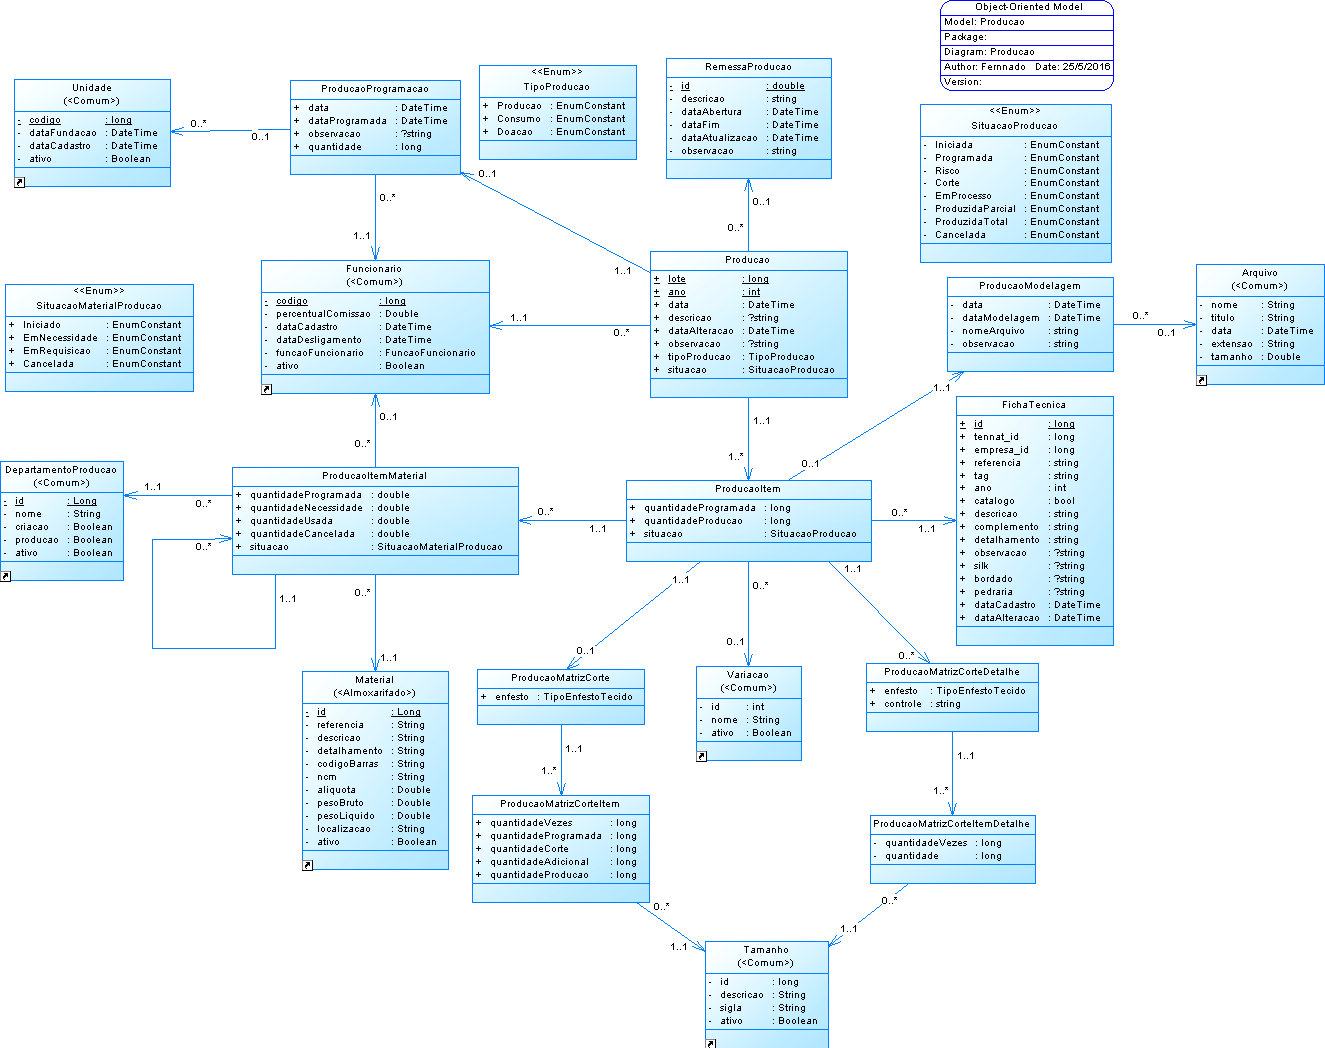 Object-Oriented Model
Model: Producao
Package:
Diagram: Producao
Author: Fernnado Date: 25/5/2016
Version:
Unidade
(<Comum>)
- codigo : long
- dataFundacao : DateTime
- dataCadastro : DateTime
- ativo : Boolean
0..*
0..1
ProducaoProgramacao
+ data : DateTime
+ dataProgramada : DateTime
+ observacao : ?string
+ quantidade : long
0..1
0..*
1..1
<<Enum>>
TipoProducao
+ Producao : EnumConstant
+ Consumo : EnumConstant
+ Doacao : EnumConstant
RemessaProducao
- id : double
- descricao : string
- dataAbertura : DateTime
- dataFim : DateTime
- dataAtualizacao : DateTime
- observacao : string
0..1
0..*
<<Enum>>
SituacaoProducao
- Iniciada : EnumConstant
- Programada : EnumConstant
- Risco : EnumConstant
- Corte : EnumConstant
- EmProcesso : EnumConstant
- ProduzidaParcial : EnumConstant
- ProduzidaTotal : EnumConstant
- Cancelada : EnumConstant
<<Enum>>
SituacaoMaterialProducao
+ Iniciado : EnumConstant
+ EmNecessidade : EnumConstant
+ EmRequisicao : EnumConstant
+ Cancelada : EnumConstant
Funcionario
(<Comum>)
- codigo : long
- percentualComissao : Double
- dataCadastro : DateTime
- dataDesligamento : DateTime
- funcaoFuncionario : FuncaoFuncionario
- ativo : Boolean
1..1
0..*
1..1
Producao
+ lote : long
+ ano : int
+ data : DateTime
+ descricao : ?string
+ dataAlteracao : DateTime
+ observacao : ?string
+ tipoProducao : TipoProducao
+ situacao : SituacaoProducao
1..1
1..*
ProducaoModelagem
- data : DateTime
- dataModelagem : DateTime
- nomeArquivo : string
- observacao : string
0..*
0..1
1..1
0..1
Arquivo
(<Comum>)
- nome : String
- titulo : String
- data : DateTime
- extensao : String
- tamanho : Double
FichaTecnica
+ id : long
+ tennat_id : long
+ empresa_id : long
+ referencia : string
+ tag : string
+ ano : int
+ catalogo : bool
+ descricao : string
+ complemento : string
+ detalhamento : string
+ observacao : ?string
+ silk : ?string
+ bordado : ?string
+ pedraria : ?string
+ dataCadastro : DateTime
+ dataAlteracao : DateTime
0..1
0..*
DepartamentoProducao
(<Comum>)
- id : Long
- nome : String
- criacao : Boolean
- producao : Boolean
- ativo : Boolean
1..1
0..*
ProducaoItemMaterial
+ quantidadeProgramada : double
+ quantidadeNecessidade : double
+ quantidadeUsada : double
+ quantidadeCancelada : double
+ situacao : SituacaoMaterialProducao
0..*
1..1
0..*
1..1
0..*
1..1
ProducaoItem
+ quantidadeProgramada : long
+ quantidadeProducao : long
+ situacao : SituacaoProducao
0..*
1..1
1..1
0..1
0..*
0..1
1..1
0..*
Material
(<Almoxarifado>)
- id : Long
- referencia : String
- descricao : String
- detalhamento : String
- codigoBarras : String
- ncm : String
- aliquota : Double
- pesoBruto : Double
- pesoLiquido : Double
- localizacao : String
- ativo : Boolean
ProducaoMatrizCorte
+ enfesto : TipoEnfestoTecido
1..1
1..*
Variacao
(<Comum>)
- id : int
- nome : String
- ativo : Boolean
ProducaoMatrizCorteDetalhe
+ enfesto : TipoEnfestoTecido
+ controle : string
1..1
1..*
ProducaoMatrizCorteItem
+ quantidadeVezes : long
+ quantidadeProgramada : long
+ quantidadeCorte : long
+ quantidadeAdicional : long
+ quantidadeProducao : long
0..*
1..1
ProducaoMatrizCorteItemDetalhe
- quantidadeVezes : long
- quantidade : long
0..*
1..1
Tamanho
(<Comum>)
- id : long
- descricao : String
- sigla : String
- ativo : Boolean